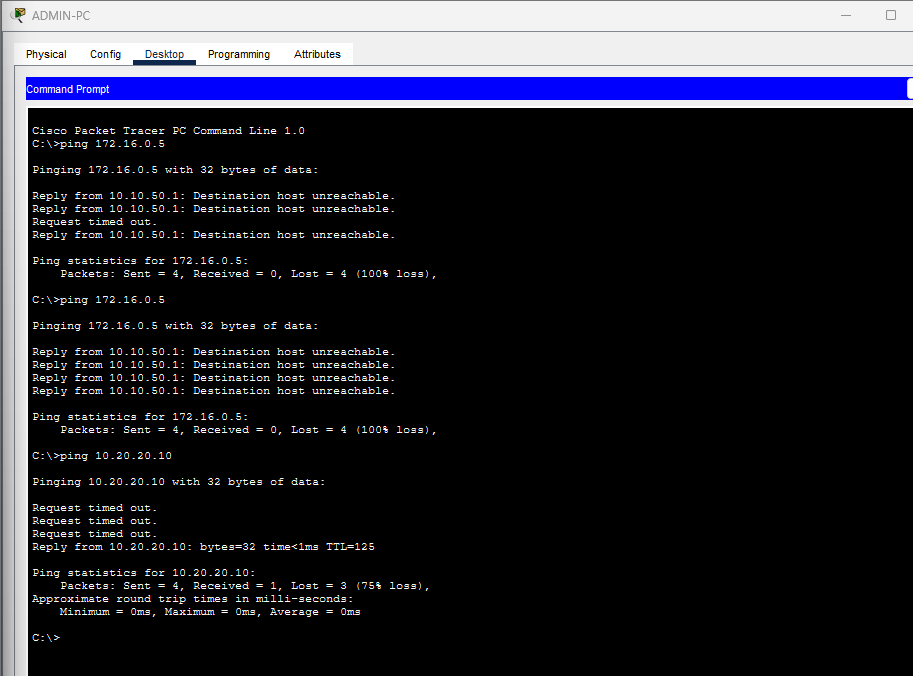 ADMIN-PC
Physical Config Desktop Programming Attributes
Command Prompt
Cisco Packet Tracer PC Command Line 1.0
C:\>ping 172.16.0.5
Pinging 172.16.0.5 with 32 bytes of data:
Reply from 10.10.50.1: Destination host unreachable.
Reply from 10.10.50.1: Destination host unreachable.
Request timed out.
Reply from 10.10.50.1: Destination host unreachable.
Ping statistics for 172.16.0.5:
    Packets: Sent = 4, Received = 0, Lost = 4 (100% loss),
C:\>ping 172.16.0.5
Pinging 172.16.0.5 with 32 bytes of data:
Reply from 10.10.50.1: Destination host unreachable.
Reply from 10.10.50.1: Destination host unreachable.
Reply from 10.10.50.1: Destination host unreachable.
Reply from 10.10.50.1: Destination host unreachable.
Ping statistics for 172.16.0.5:
    Packets: Sent = 4, Received = 0, Lost = 4 (100% loss),
C:\>ping 10.20.20.10
Pinging 10.20.20.10 with 32 bytes of data:
Request timed out.
Request timed out.
Request timed out.
Reply from 10.20.20.10: bytes=32 time<1ms TTL=125
Ping statistics for 10.20.20.10:
    Packets: Sent = 4, Received = 1, Lost = 3 (75% loss),
Approximate round trip times in milli-seconds:
    Minimum = 0ms, Maximum = 0ms, Average = 0ms
C:\>